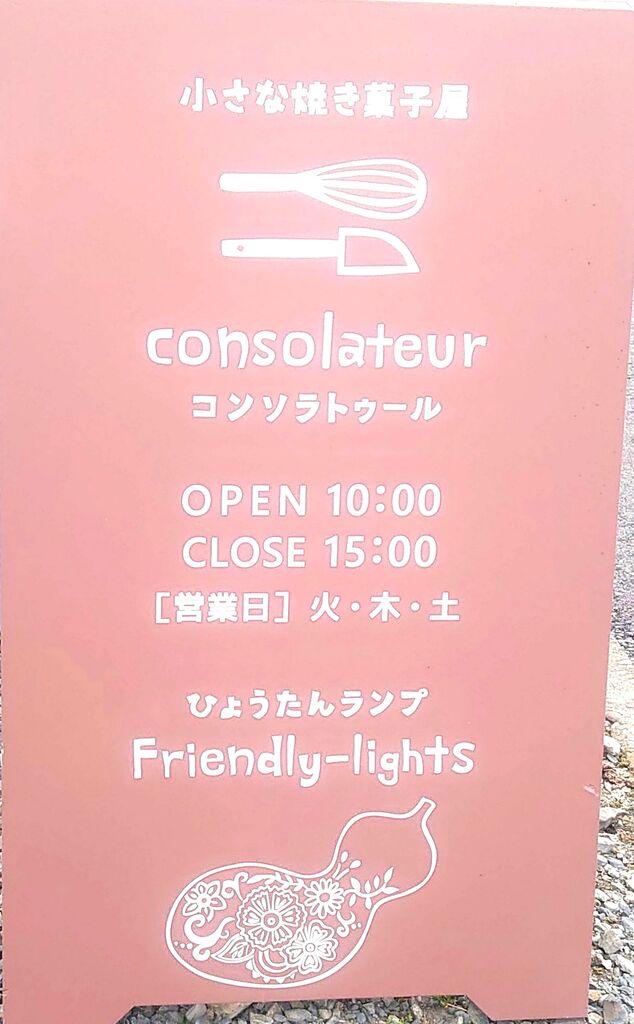 小さな焼き菓子屋
consolateur
コンソラトゥール
OPEN 10:00
CLOSE 15:00
[営業日] 火・木・土
ひょうたんランプ
Friendly-lights